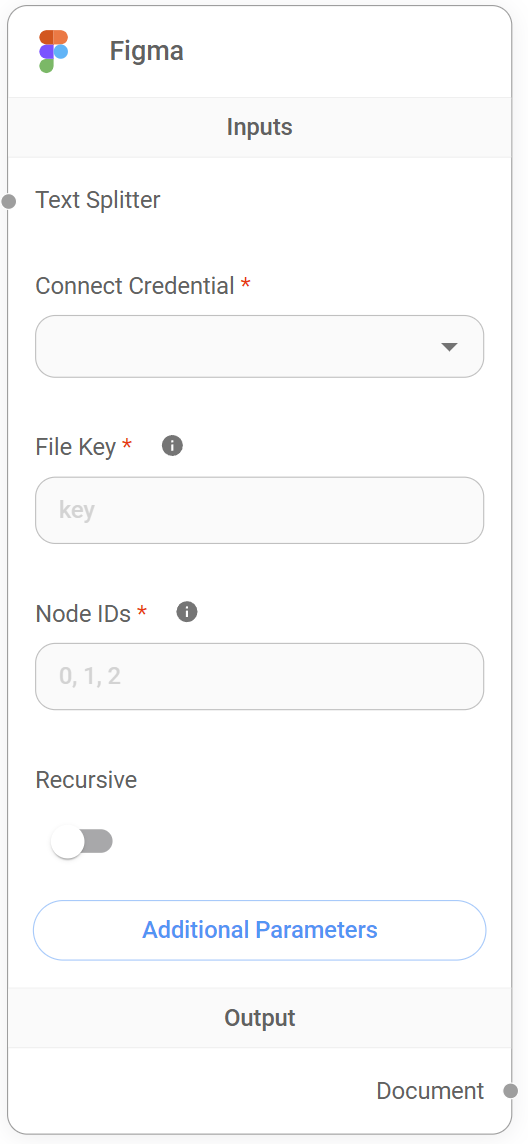 Figma
Inputs
Text Splitter
Connect Credential *
File Key *
key
Node IDs *
0, 1, 2
Recursive
Additional Parameters
Output
Document